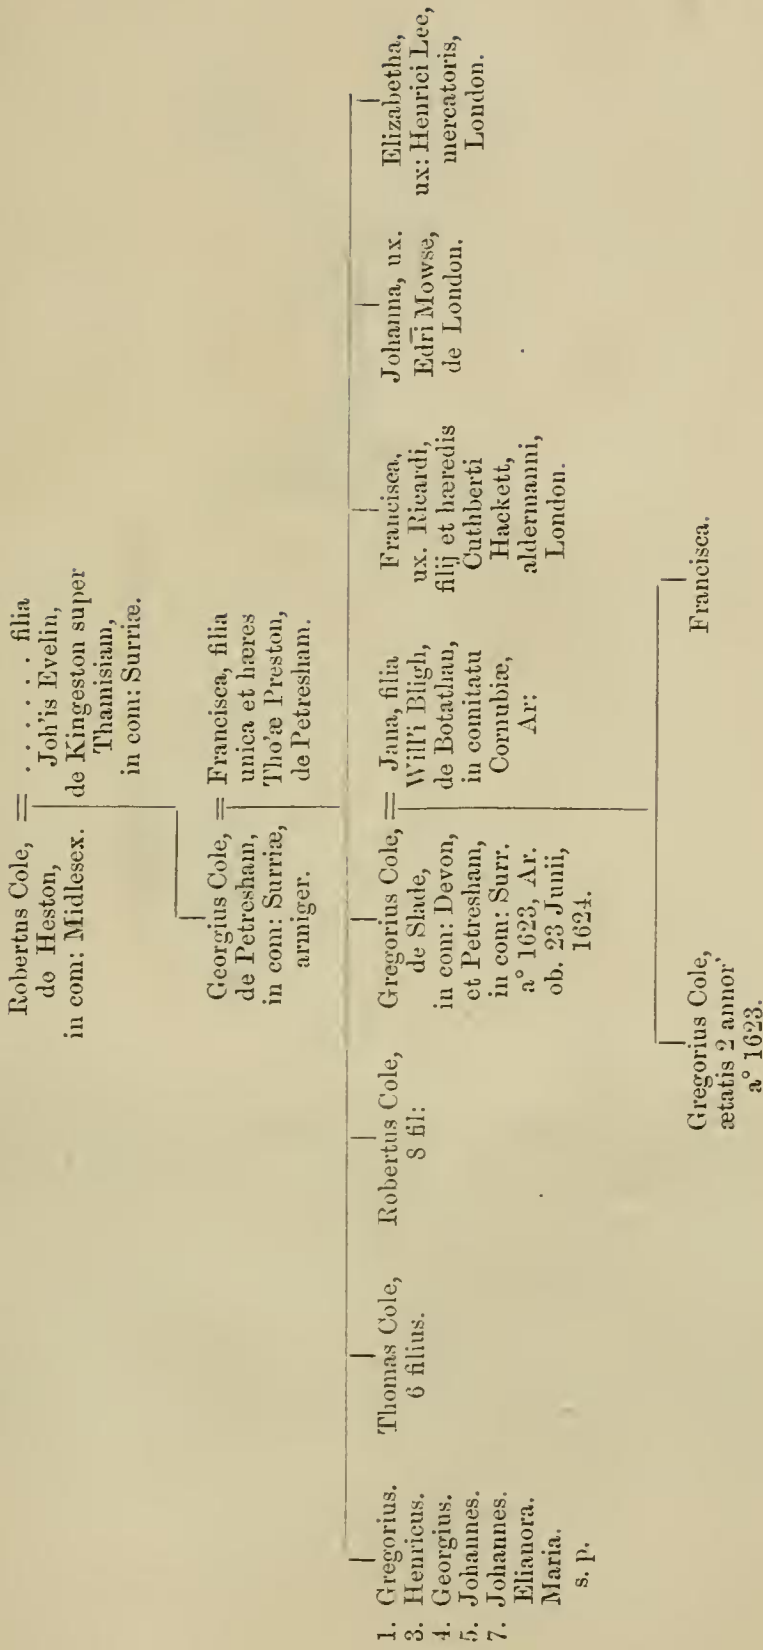 Robertus Cole,
de Heston,
in com: Midlesex.
= . . . . . . filia
Joh'is Evelin,
de Kingeston super
Thamisiam,
in com: Surriæ.
Georgius Cole,
de Petresham,
in com: Surriæ,
armiger.
= Francisca, filia
unica et hæres
Tho'æ Preston,
de Petresham.
1. Gregorius.
3. Henricus.
4. Georgius.
5. Johannes.
7. Johannes.
Elianora.
Maria.
s. p.
Thomas Cole,
6 filius.
Robertus Cole,
8 fil:
Gregorius Cole,
de Slade,
in com: Devon,
et Petresham,
in com: Surr.
a° 1623, Ar.
ob. 23 Junii,
1624.
= Jana, filia
Will'i Bligh,
de Botathan,
in comitatu
Cornubiæ,
Ar:
Francisca,
ux. Ricardi,
filij et hæredis
Cuthberti
Hackett,
aldermanni,
London.
Johanna, ux.
Edr̄i Mowse,
de London.
Elizabetha,
ux: Henrici Lee,
mercatoris,
London.
Gregorius Cole,
ætatis 2 annor'
a° 1623.
Francisca.